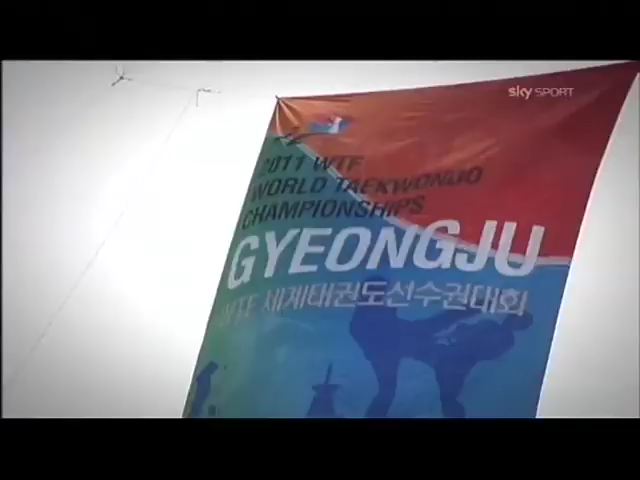 sky SPORT
2011 WTF
WORLD TAEKWONDO
CHAMPIONSHIPS
GYEONGJU
WTF 세계태권도선수권대회